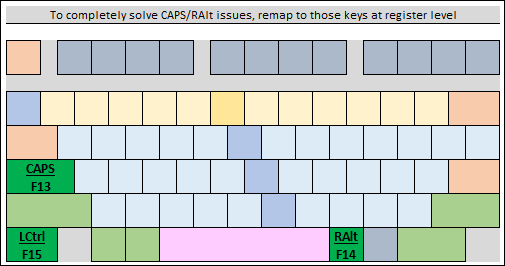 To completely solve CAPS/RAlt issues, remap to those keys at register level
CAPS
F13
LCtrl
F15
RAlt
F14